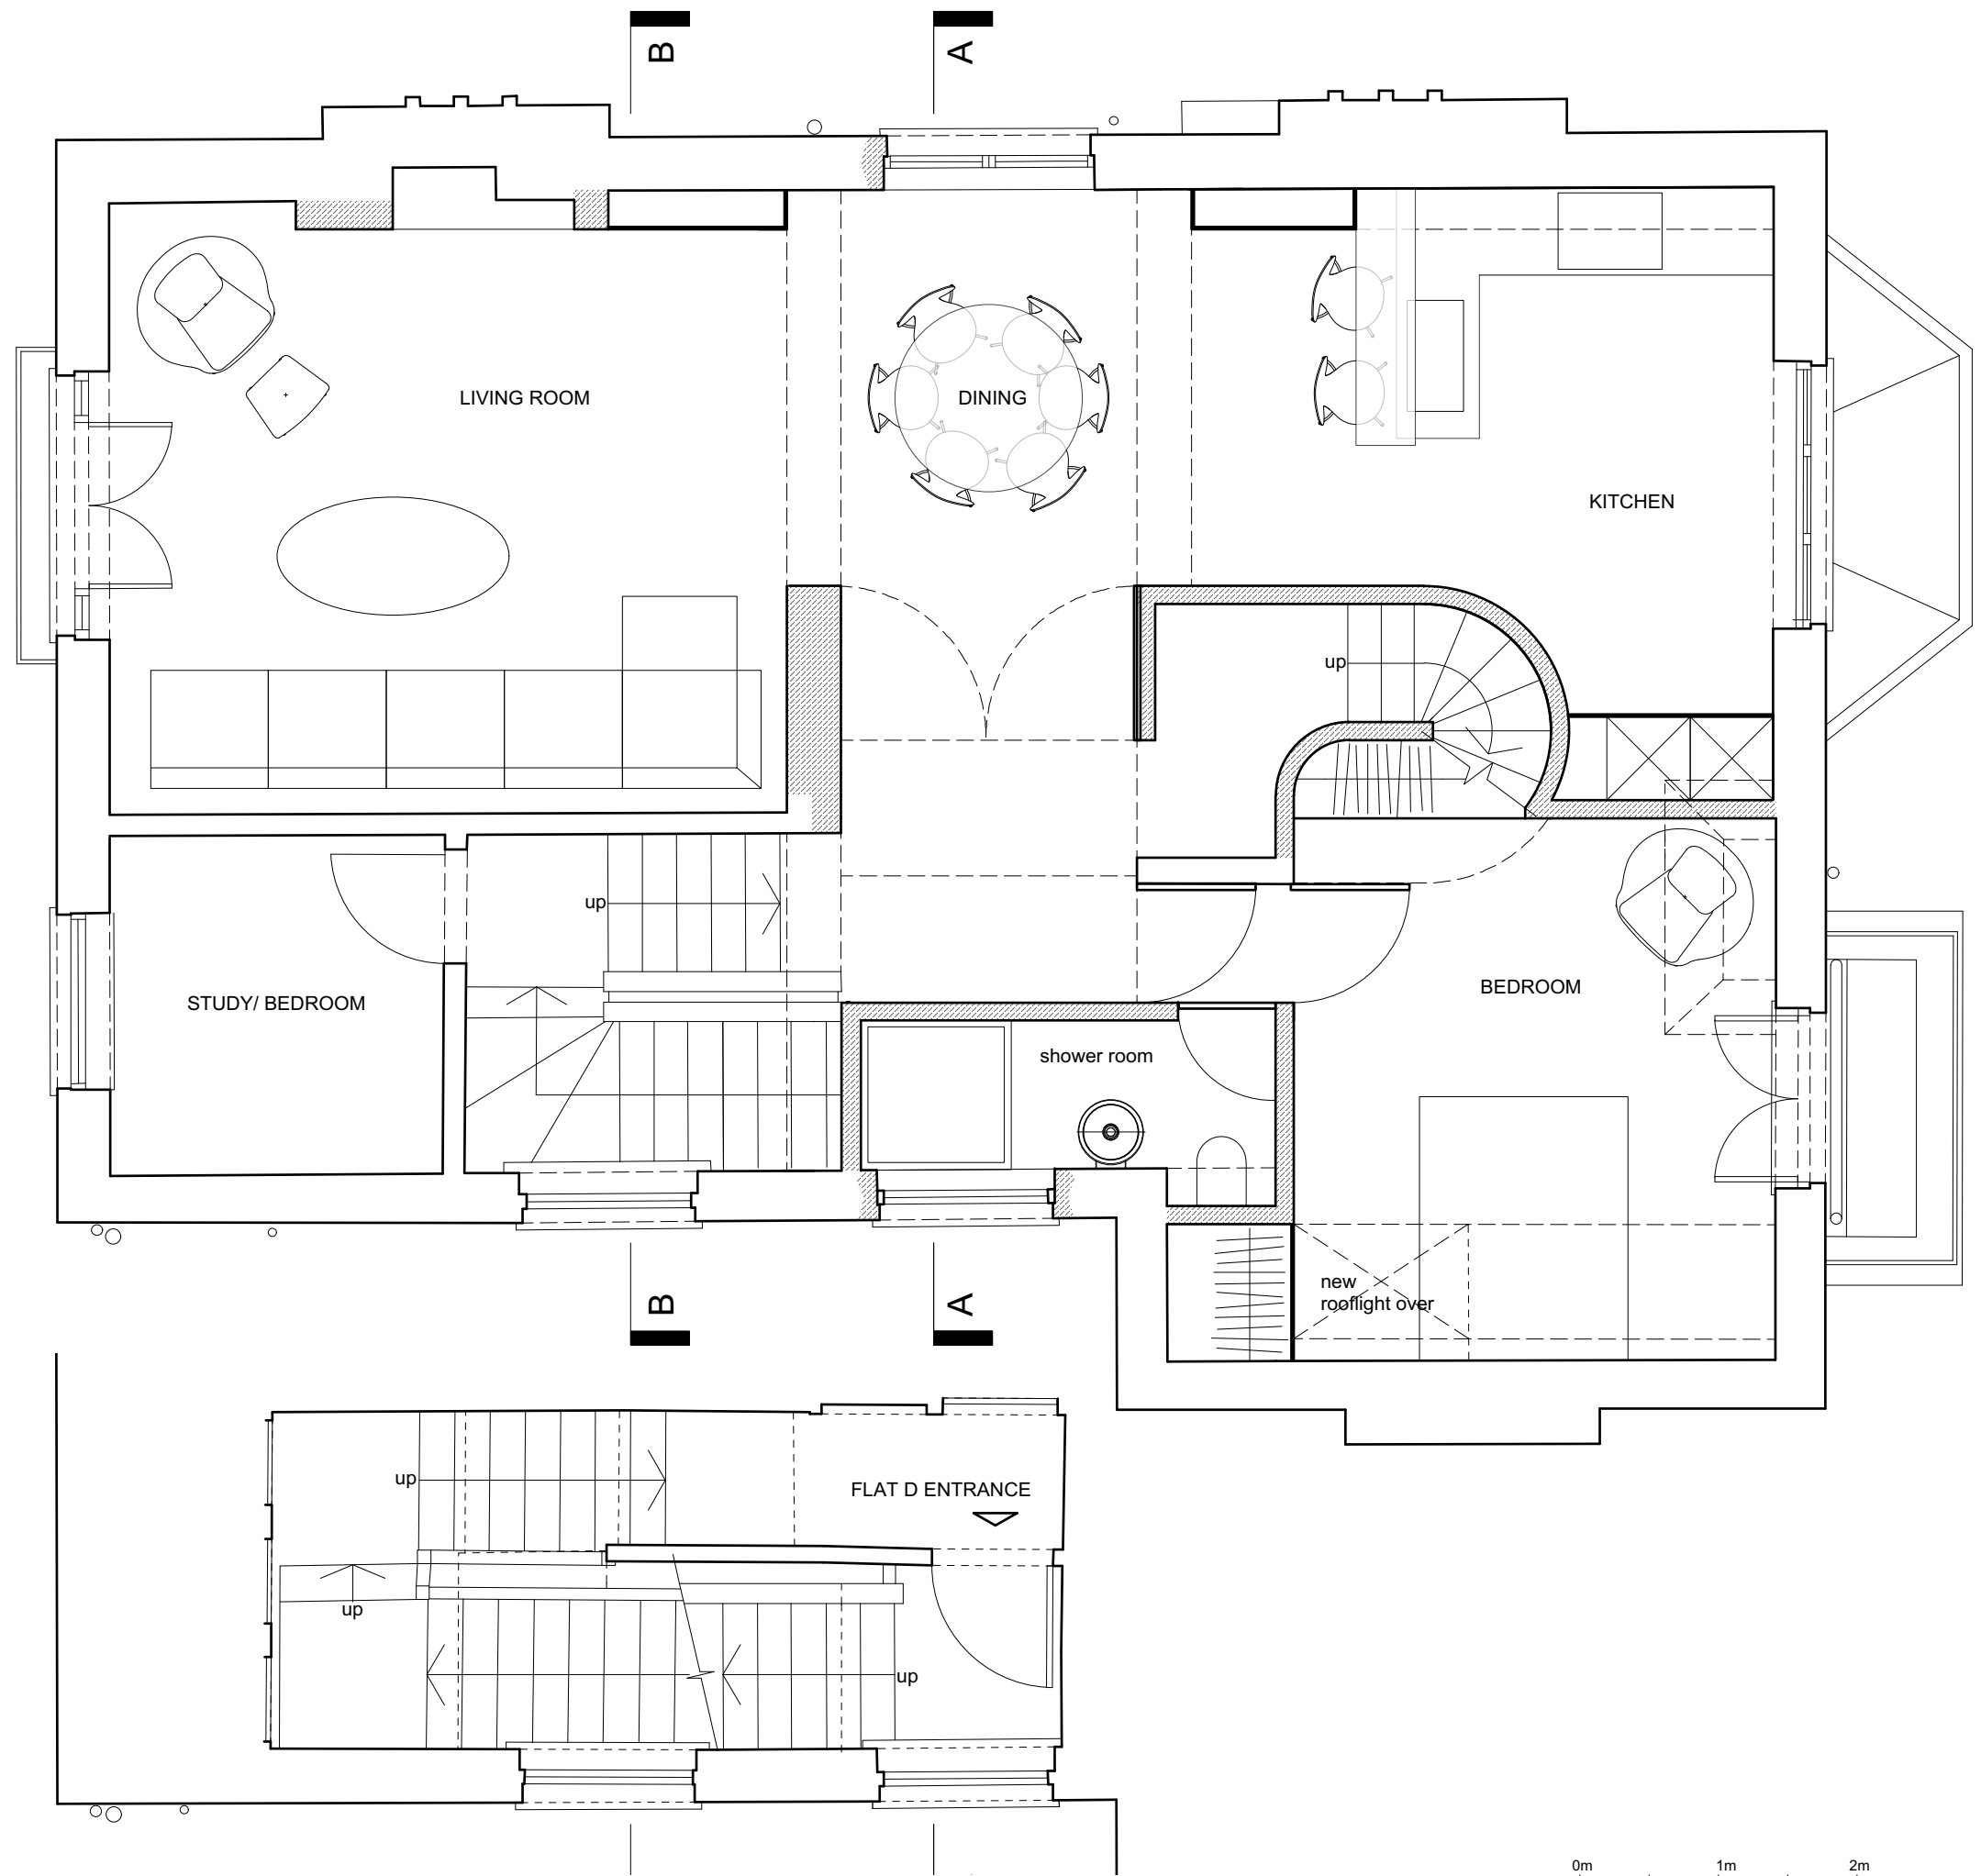 B
A
LIVING ROOM
DINING
KITCHEN
up
up
STUDY/ BEDROOM
BEDROOM
shower room
new
rooflight over
B
A
up
FLAT D ENTRANCE
up
up
0m 1m 2m